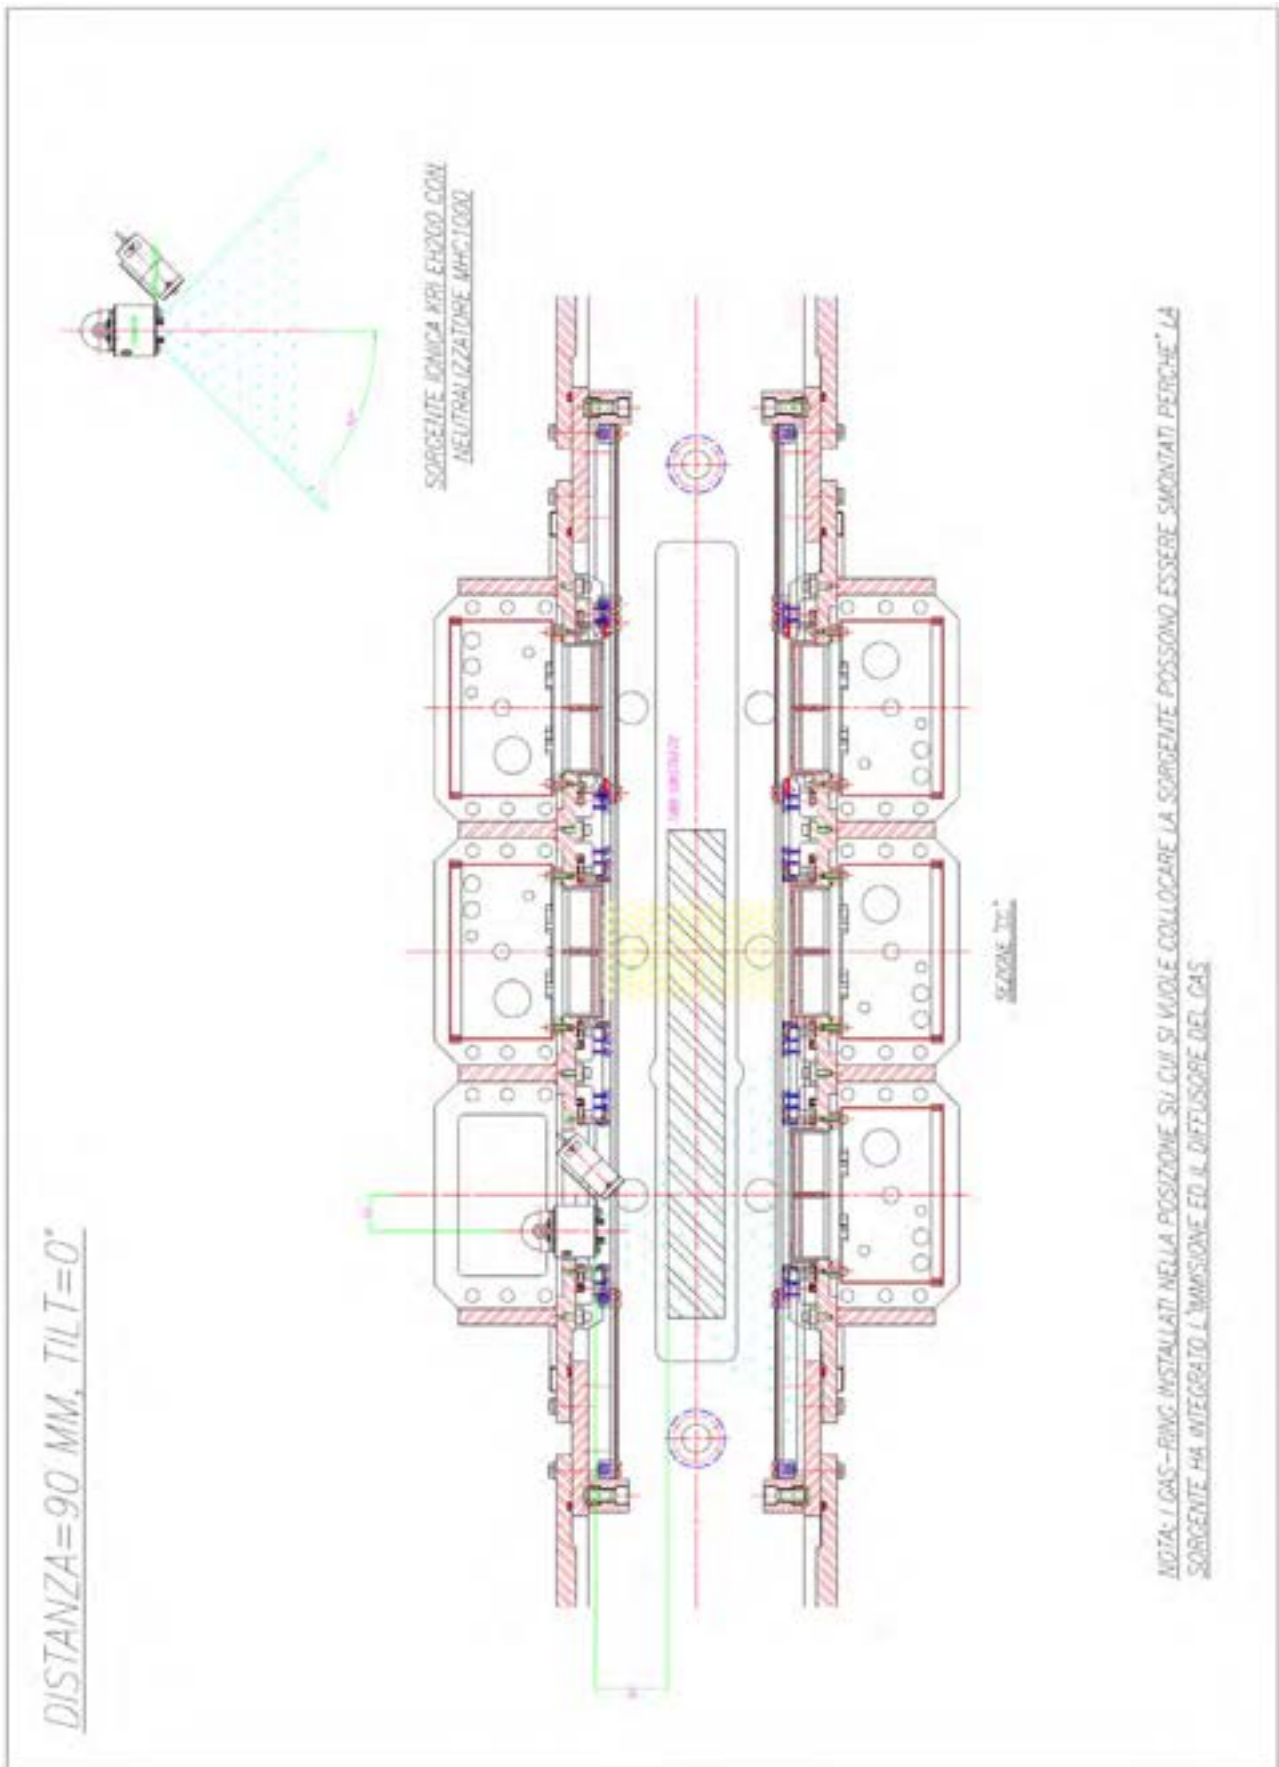 DISTANZA=90 MM, TILT=0°
SORGENTE IONICA KRI EH200 CON
NEUTRALIZZATORE MHC1000
SEZIONE
NOTA: I GAS-RING INSTALLATI NELLA POSIZIONE SU CUI SI VUOLE COLLOCARE LA SORGENTE POSSONO ESSERE SMONTATI PERCHE' LA
SORGENTE HA INTEGRATO L'IMMISIONE ED IL DIFFUSORE DEL GAS